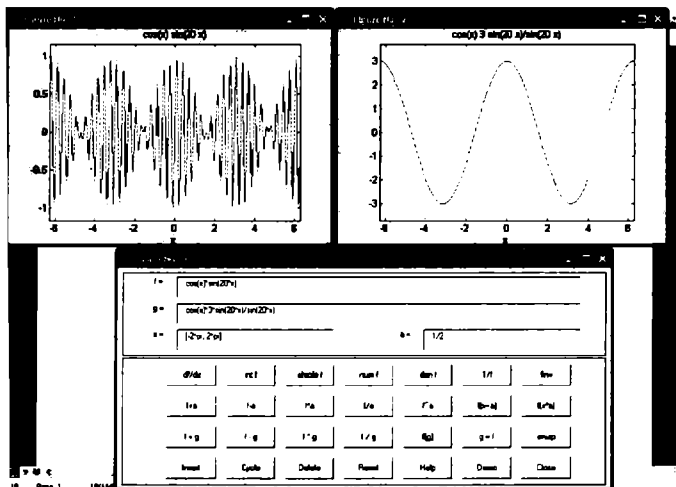 cos(x) sin(20 x)
1
0.5
0
-0.5
-1
-6 -4 -2 0 2 4 6
x
cos(x) 3 sin(20 x)/sin(20 x)
3
2
1
0
-1
-2
-3
-6 -4 -2 0 2 4 6
x
f = cos(x)*sin(20*x)
g = cos(x)*3*sin(20*x)/sin(20*x)
x = [-2*pi, 2*pi] a = 1/2
df/dx int f simple f num f den f 1/f finv
f+a f-a f*a f/a f^a f(x+a) f(x*a)
f+g f-g f*g f/g f(g) g=f swap
Insert Cycle Delete Reset Help Demo Close